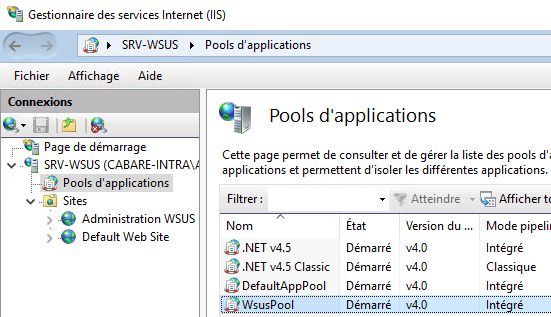 Gestionnaire des services Internet (IIS)
SRV-WSUS Pools d'applications
Fichier Affichage Aide
Connexions
Page de démarrage
SRV-WSUS (CABARE-INTRA\A
Pools d'applications
Sites
Administration WSUS
Default Web Site
Pools d'applications
Cette page permet de consulter et de gérer la liste des pools d'a
applications et permettent d'isoler les différentes applications.
Filtrer: Atteindre Afficher to
Nom État Version du ... Mode pipelin
.NET v4.5 Démarré v4.0 Intégré
.NET v4.5 Classic Démarré v4.0 Classique
DefaultAppPool Démarré v4.0 Intégré
WsusPool Démarré v4.0 Intégré